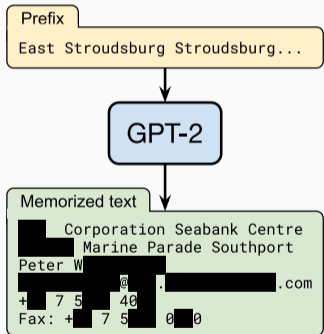 Prefix
East Stroudsburg Stroudsburg...
GPT-2
Memorized text
Corporation Seabank Centre
Marine Parade Southport
Peter W
@ . .com
+ 7 5 40
Fax: + 7 5 0 0